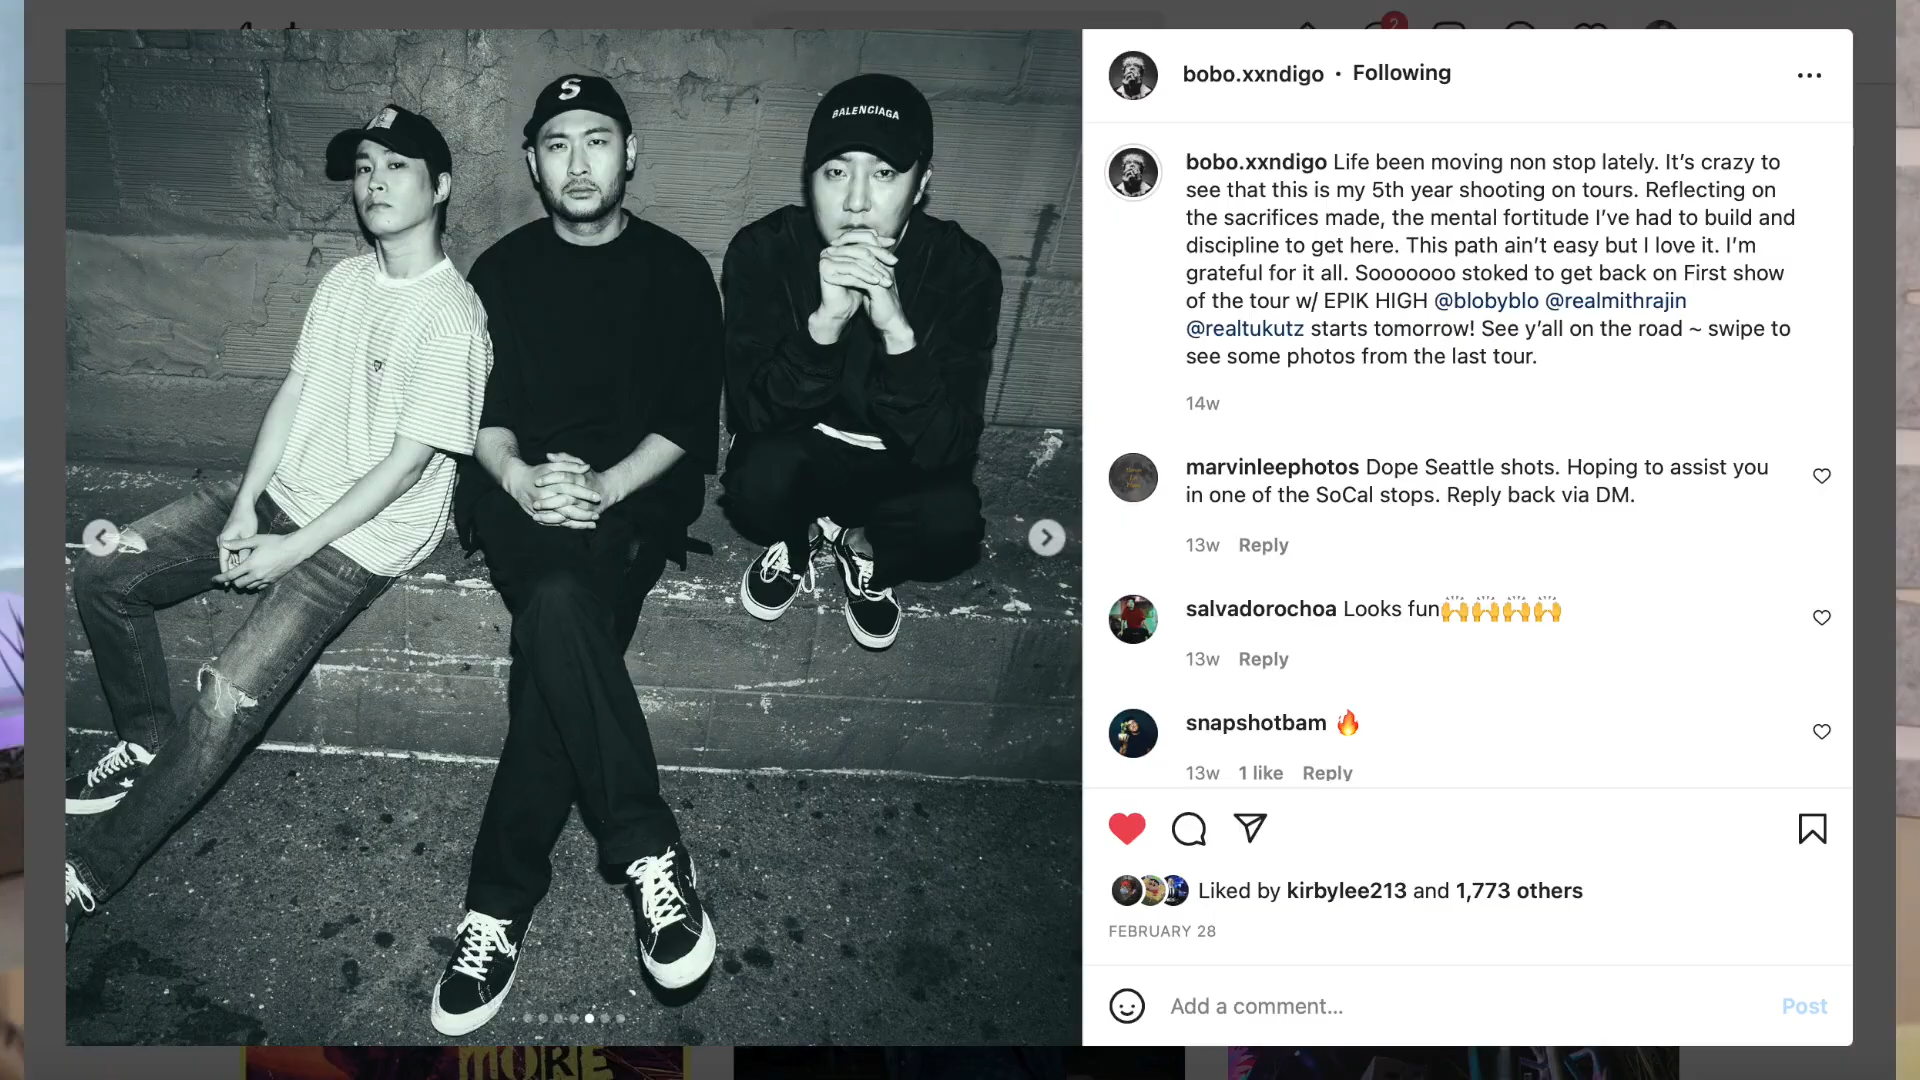 2
S
BALENCIAGA
bobo.xxndigo • Following
bobo.xxndigo Life been moving non stop lately. It’s crazy to
see that this is my 5th year shooting on tours. Reflecting on
the sacrifices made, the mental fortitude I’ve had to build and
discipline to get here. This path ain’t easy but I love it. I’m
grateful for it all. Sooooooo stoked to get back on First show
of the tour w/ EPIK HIGH @blobyblo @realmithrajin
@realtukutz starts tomorrow! See y’all on the road ~ swipe to
see some photos from the last tour.
14w
marvinleephotos Dope Seattle shots. Hoping to assist you
in one of the SoCal stops. Reply back via DM.
13w Reply
salvadorochoa Looks fun🙌🙌🙌🙌
13w Reply
snapshotbam 🔥
13w 1 like Reply
Liked by kirbylee213 and 1,773 others
FEBRUARY 28
Add a comment...
Post
MORE